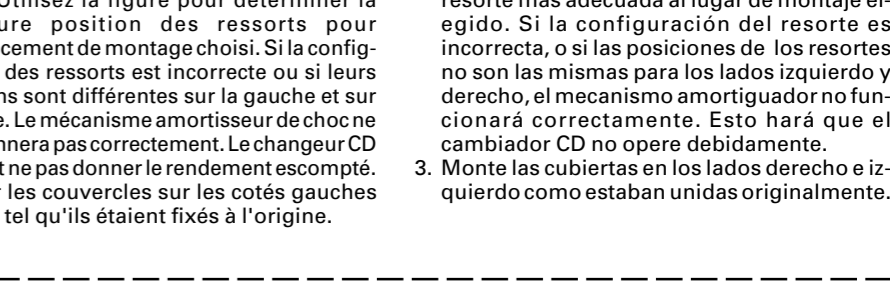 Utilisez la figure pour déterminer la
ure position des ressorts pour
cement de montage choisi. Si la config-
des ressorts est incorrecte ou si leurs
ns sont différentes sur la gauche et sur
e. Le mécanisme amortisseur de choc ne
nnera pas correctement. Le changeur CD
t ne pas donner le rendement escompté.
r les couvercles sur les cotés gauches
tel qu'ils étaient fixés à l'origine.
resorte más adecuada al lugar de montaje el-
egido. Si la configuración del resorte es
incorrecta, o si las posiciones de los resortes
no son las mismas para los lados izquierdo y
derecho, el mecanismo amortiguador no fun-
cionará correctamente. Esto hará que el
cambiador CD no opere debidamente.
3. Monte las cubiertas en los lados derecho e iz-
quierdo como estaban unidas originalmente.